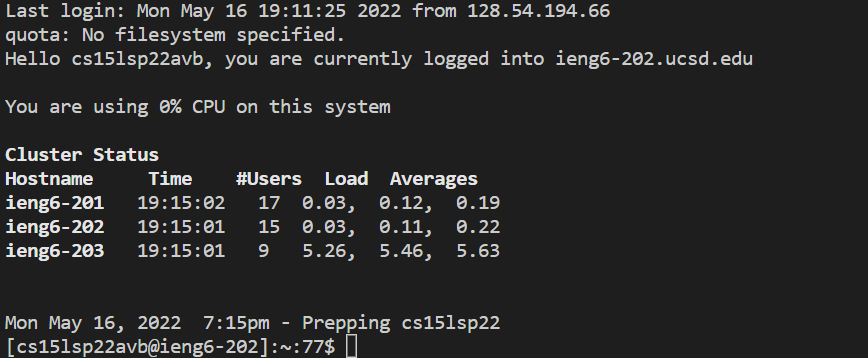 Last login: Mon May 16 19:11:25 2022 from 128.54.194.66
quota: No filesystem specified.
Hello cs15lsp22avb, you are currently logged into ieng6-202.ucsd.edu
You are using 0% CPU on this system
Cluster Status
Hostname     Time    #Users  Load  Averages
ieng6-201   19:15:02   17  0.03,  0.12,  0.19
ieng6-202   19:15:01   15  0.03,  0.11,  0.22
ieng6-203   19:15:01   9   5.26,  5.46,  5.63
Mon May 16, 2022  7:15pm - Prepping cs15lsp22
[cs15lsp22avb@ieng6-202]:~:77$